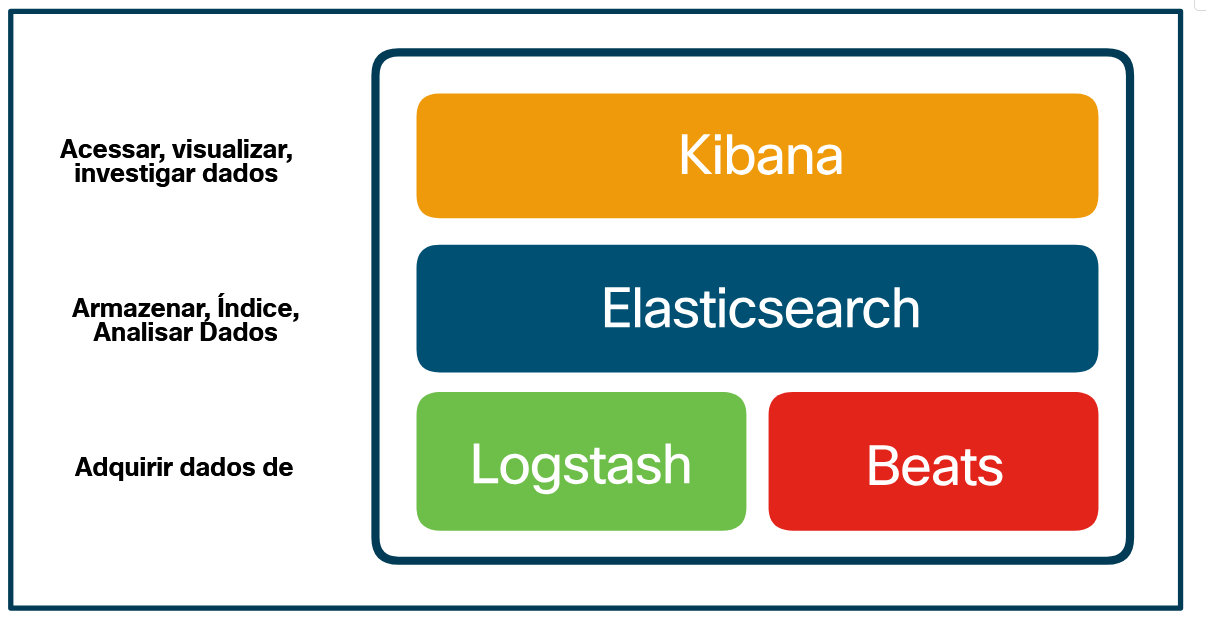 Acessar, visualizar,
investigar dados
Kibana
Armazenar, Índice,
Analisar Dados
Elasticsearch
Adquirir dados de
Logstash
Beats